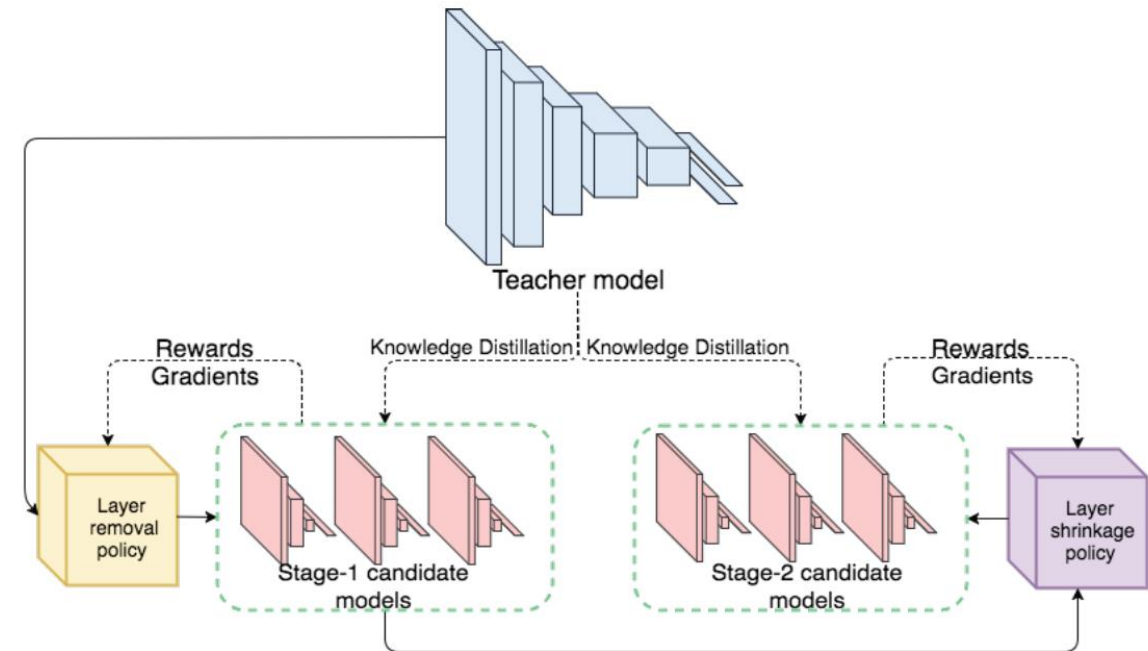 Teacher model
Knowledge Distillation
Knowledge Distillation
Rewards
Gradients
Rewards
Gradients
Layer
removal
policy
Stage-1 candidate
models
Stage-2 candidate
models
Layer
shrinkage
policy